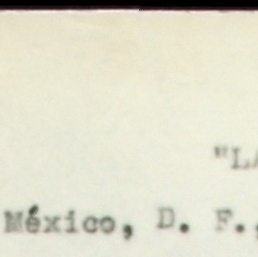 "LA
México, D. F.,